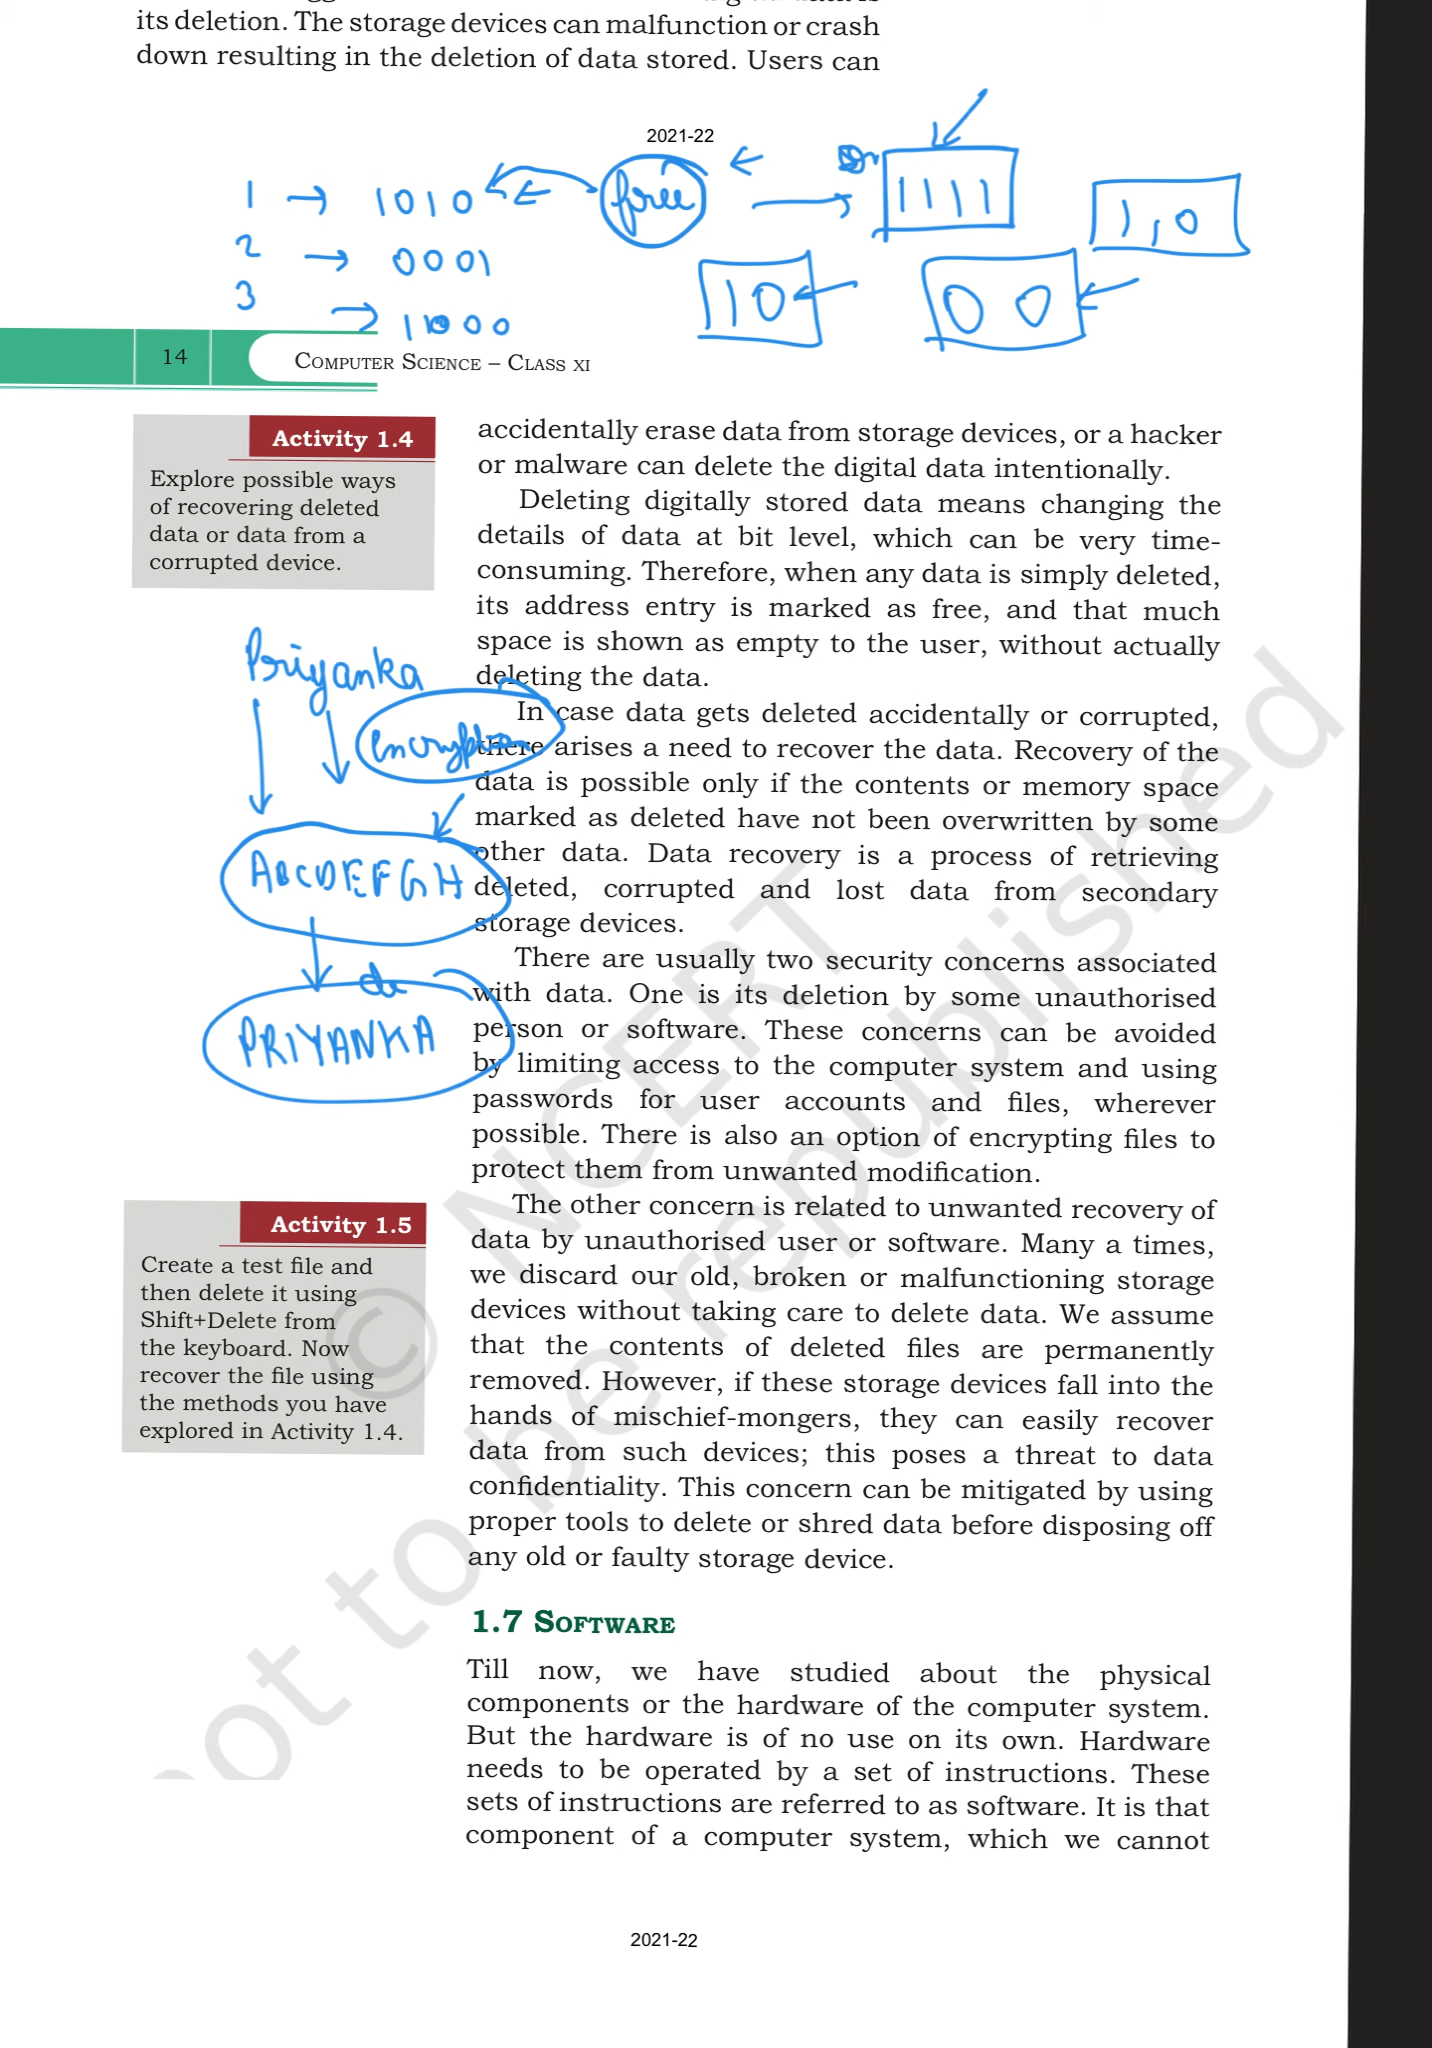 its deletion. The storage devices can malfunction or crash
down resulting in the deletion of data stored. Users can
2021-22
1 → 1010
free
1111
1,0
2 → 0001
3 → 11000
10
00
14
COMPUTER SCIENCE – CLASS XI
Activity 1.4
Explore possible ways
of recovering deleted
data or data from a
corrupted device.
accidentally erase data from storage devices, or a hacker
or malware can delete the digital data intentionally.
Deleting digitally stored data means changing the
details of data at bit level, which can be very time-
consuming. Therefore, when any data is simply deleted,
its address entry is marked as free, and that much
space is shown as empty to the user, without actually
deleting the data.
Priyanka
encryption
ABCDEFGH
de
PRIYANKA
In case data gets deleted accidentally or corrupted,
there arises a need to recover the data. Recovery of the
data is possible only if the contents or memory space
marked as deleted have not been overwritten by some
other data. Data recovery is a process of retrieving
deleted, corrupted and lost data from secondary
storage devices.
There are usually two security concerns associated
with data. One is its deletion by some unauthorised
person or software. These concerns can be avoided
by limiting access to the computer system and using
passwords for user accounts and files, wherever
possible. There is also an option of encrypting files to
protect them from unwanted modification.
Activity 1.5
Create a test file and
then delete it using
Shift+Delete from
the keyboard. Now
recover the file using
the methods you have
explored in Activity 1.4.
The other concern is related to unwanted recovery of
data by unauthorised user or software. Many a times,
we discard our old, broken or malfunctioning storage
devices without taking care to delete data. We assume
that the contents of deleted files are permanently
removed. However, if these storage devices fall into the
hands of mischief-mongers, they can easily recover
data from such devices; this poses a threat to data
confidentiality. This concern can be mitigated by using
proper tools to delete or shred data before disposing off
any old or faulty storage device.
1.7 SOFTWARE
Till now, we have studied about the physical
components or the hardware of the computer system.
But the hardware is of no use on its own. Hardware
needs to be operated by a set of instructions. These
sets of instructions are referred to as software. It is that
component of a computer system, which we cannot
© NCERT
not to be republished
2021-22